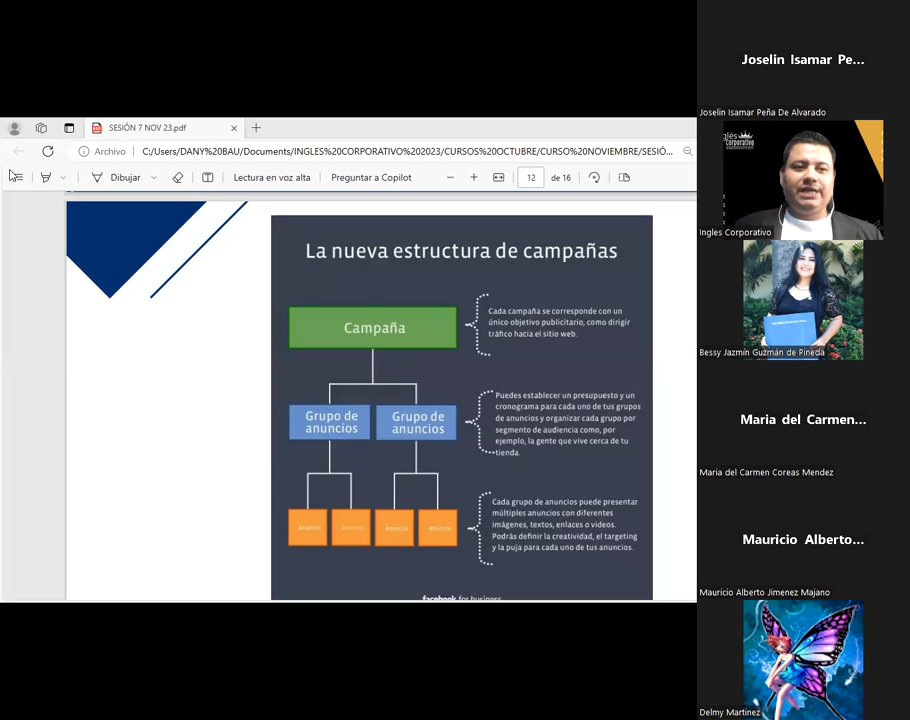 SESIÓN 7 NOV 23.pdf
Archivo
C:/Users/DANY%20BAU/Documents/INGLES%20CORPORATIVO%202023/CURSOS%20OCTUBRE/CURSO%20NOVIEMBRE/SESIÓ...
Dibujar
Lectura en voz alta
Preguntar a Copilot
12
de 16
La nueva estructura de campañas
Campaña
Cada campaña se corresponde con un
único objetivo publicitario, como dirigir
tráfico hacia el sitio web.
Grupo de
anuncios
Grupo de
anuncios
Puedes establecer un presupuesto y un
cronograma para cada uno de tus grupos
de anuncios y organizar cada grupo por
segmento de audiencia como, por
ejemplo, la gente que vive cerca de tu
tienda.
Anuncio
Anuncio
Anuncio
Anuncio
Cada grupo de anuncios puede presentar
múltiples anuncios con diferentes
imágenes, textos, enlaces o videos.
Podrás definir la creatividad, el targeting
y la puja para cada uno de tus anuncios.
facebook for business
Joselin Isamar Pe...
Joselin Isamar Peña De Alvarado
Inglés
Corporativo
Ingles Corporativo
Bessy Jazmín Guzmán de Pineda
Maria del Carmen...
Maria del Carmen Coreas Mendez
Mauricio Alberto...
Mauricio Alberto Jimenez Majano
Delmy Martinez